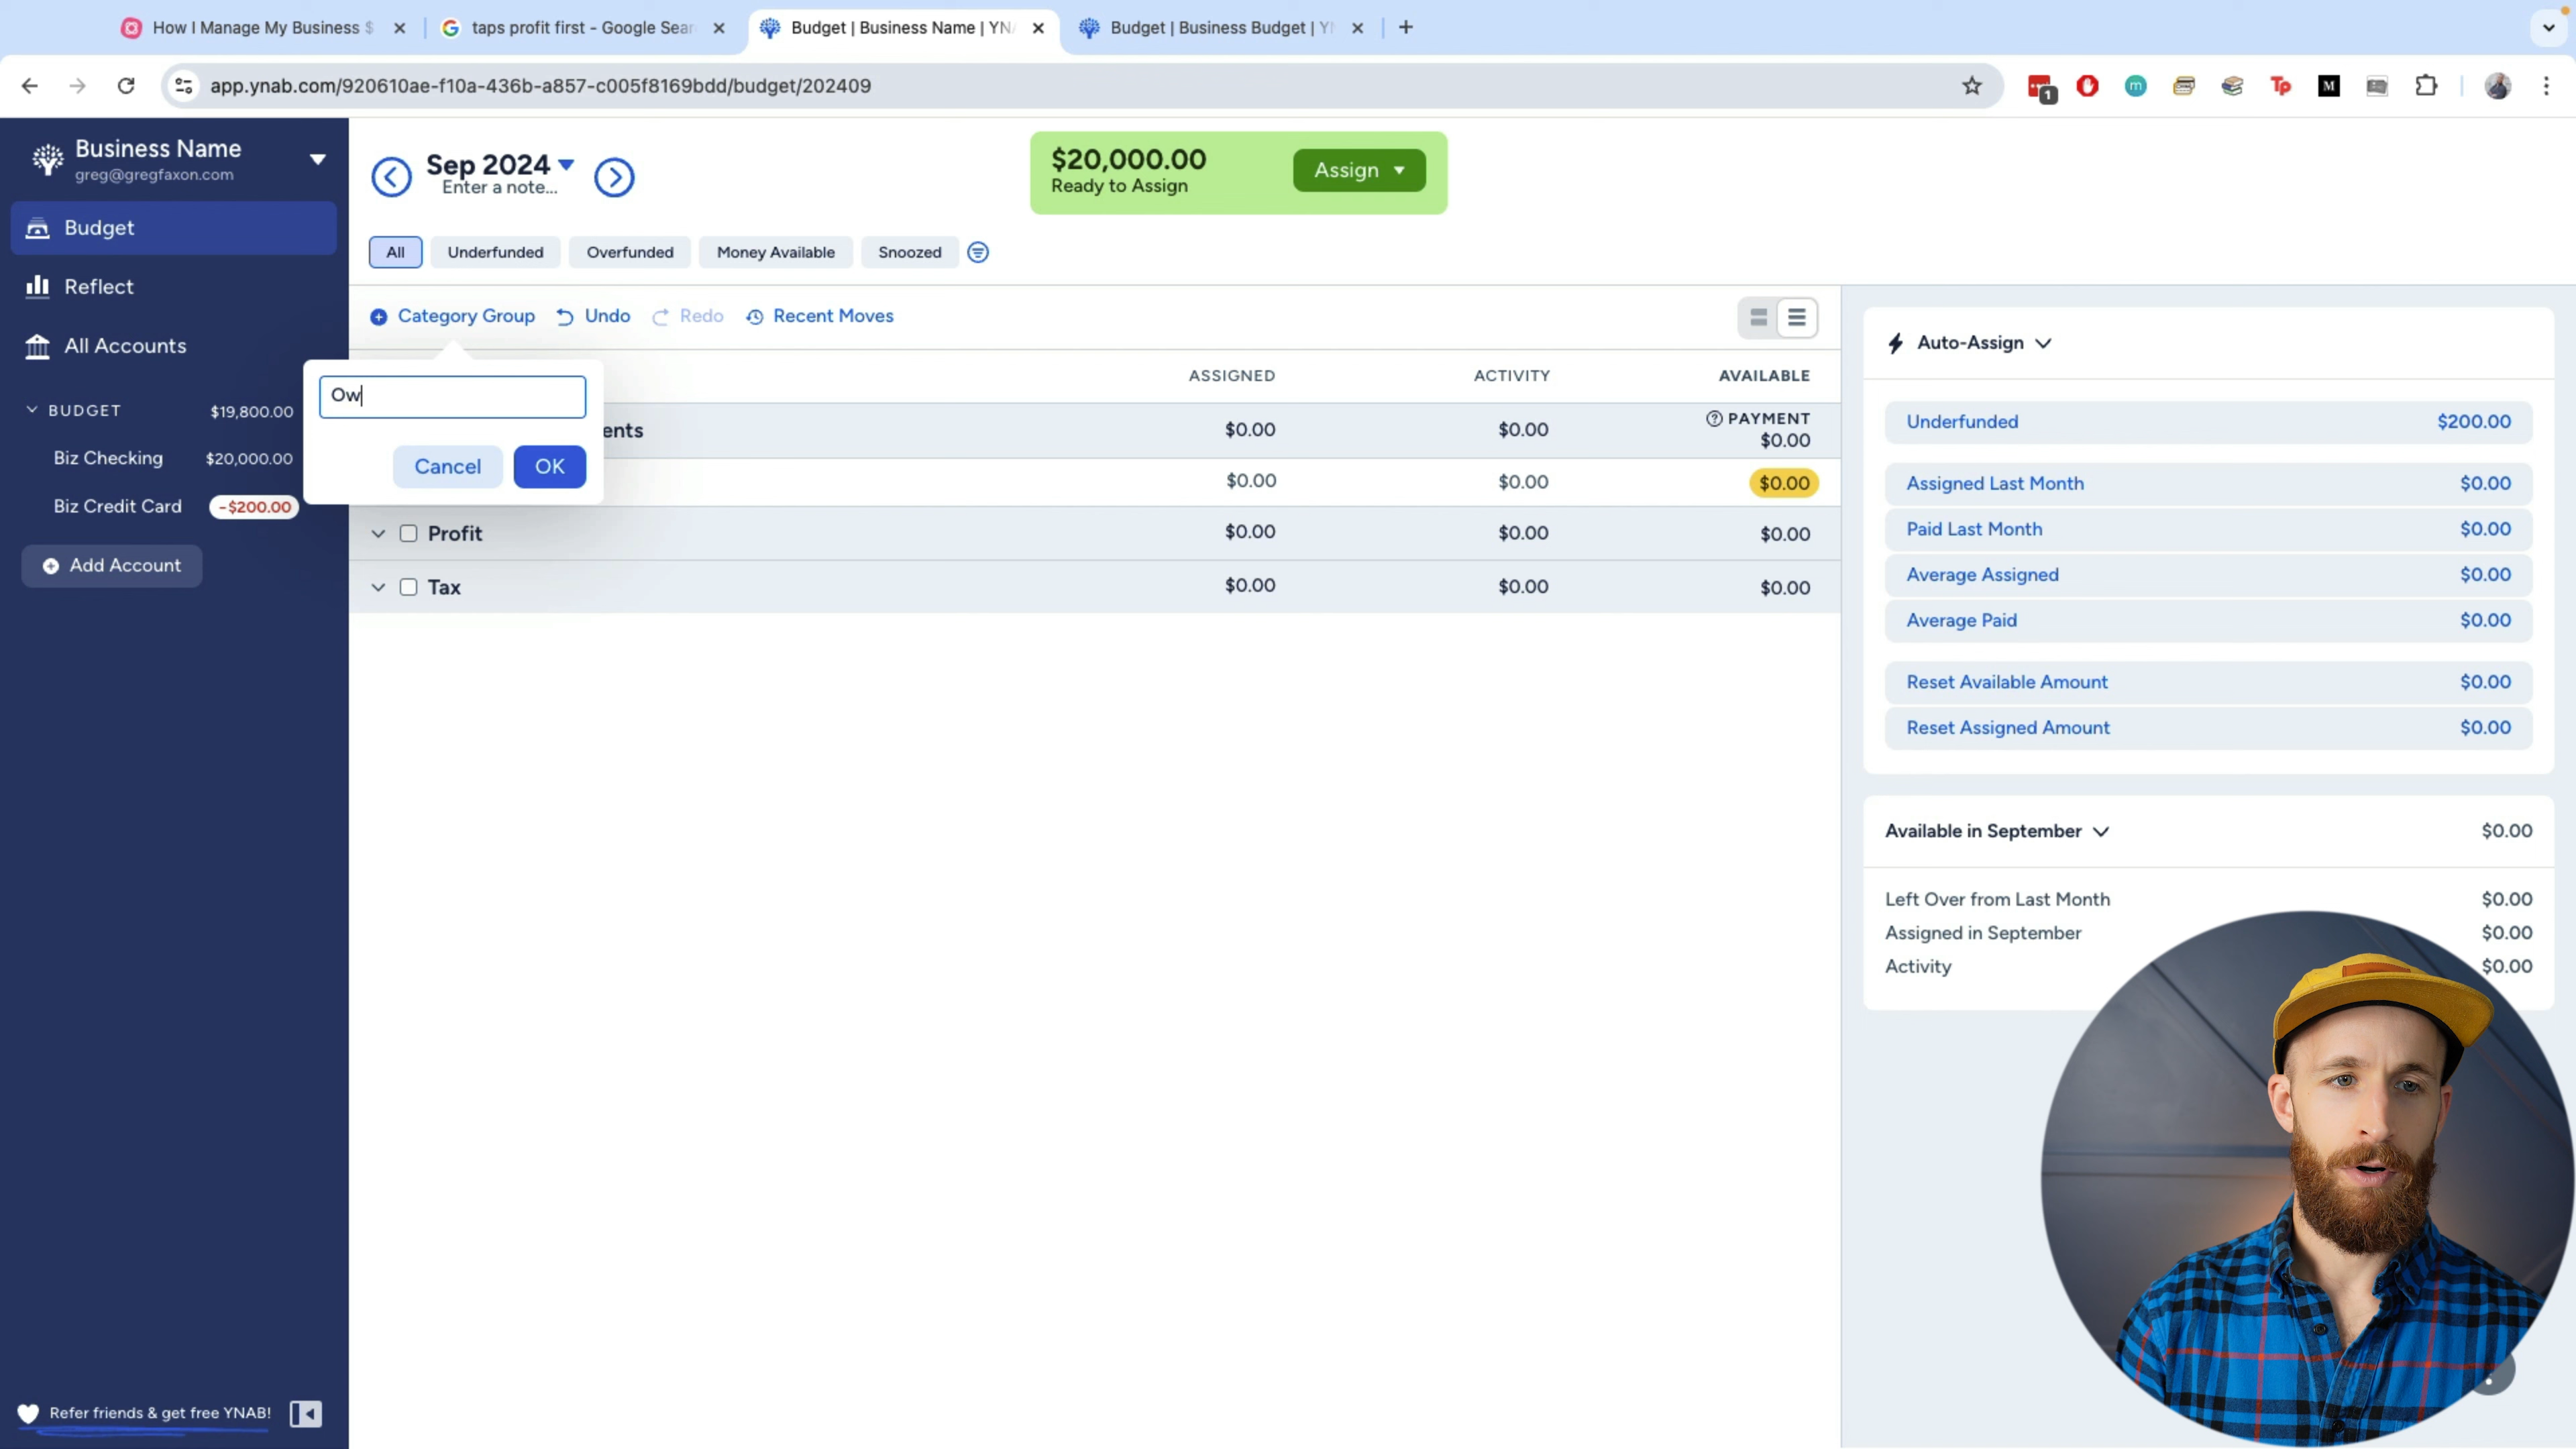 How I Manage My Business $
taps profit first - Google Sear
Budget | Business Name | YNA
Budget | Business Budget | YN
app.ynab.com/920610ae-f10a-436b-a857-c005f8169bdd/budget/202409
1
m
Tp
M
Business Name
greg@gregfaxon.com
Budget
Reflect
All Accounts
BUDGET $19,800.00
Biz Checking $20,000.00
Biz Credit Card -$200.00
Add Account
Refer friends & get free YNAB!
Sep 2024
Enter a note...
$20,000.00
Ready to Assign
Assign
All Underfunded Overfunded Money Available Snoozed
Category Group Undo Redo Recent Moves
Ow
Cancel OK
ASSIGNED ACTIVITY AVAILABLE
ents $0.00 $0.00 PAYMENT
$0.00
$0.00 $0.00 $0.00
Profit $0.00 $0.00 $0.00
Tax $0.00 $0.00 $0.00
Auto-Assign
Underfunded $200.00
Assigned Last Month $0.00
Paid Last Month $0.00
Average Assigned $0.00
Average Paid $0.00
Reset Available Amount $0.00
Reset Assigned Amount $0.00
Available in September $0.00
Left Over from Last Month $0.00
Assigned in September $0.00
Activity $0.00